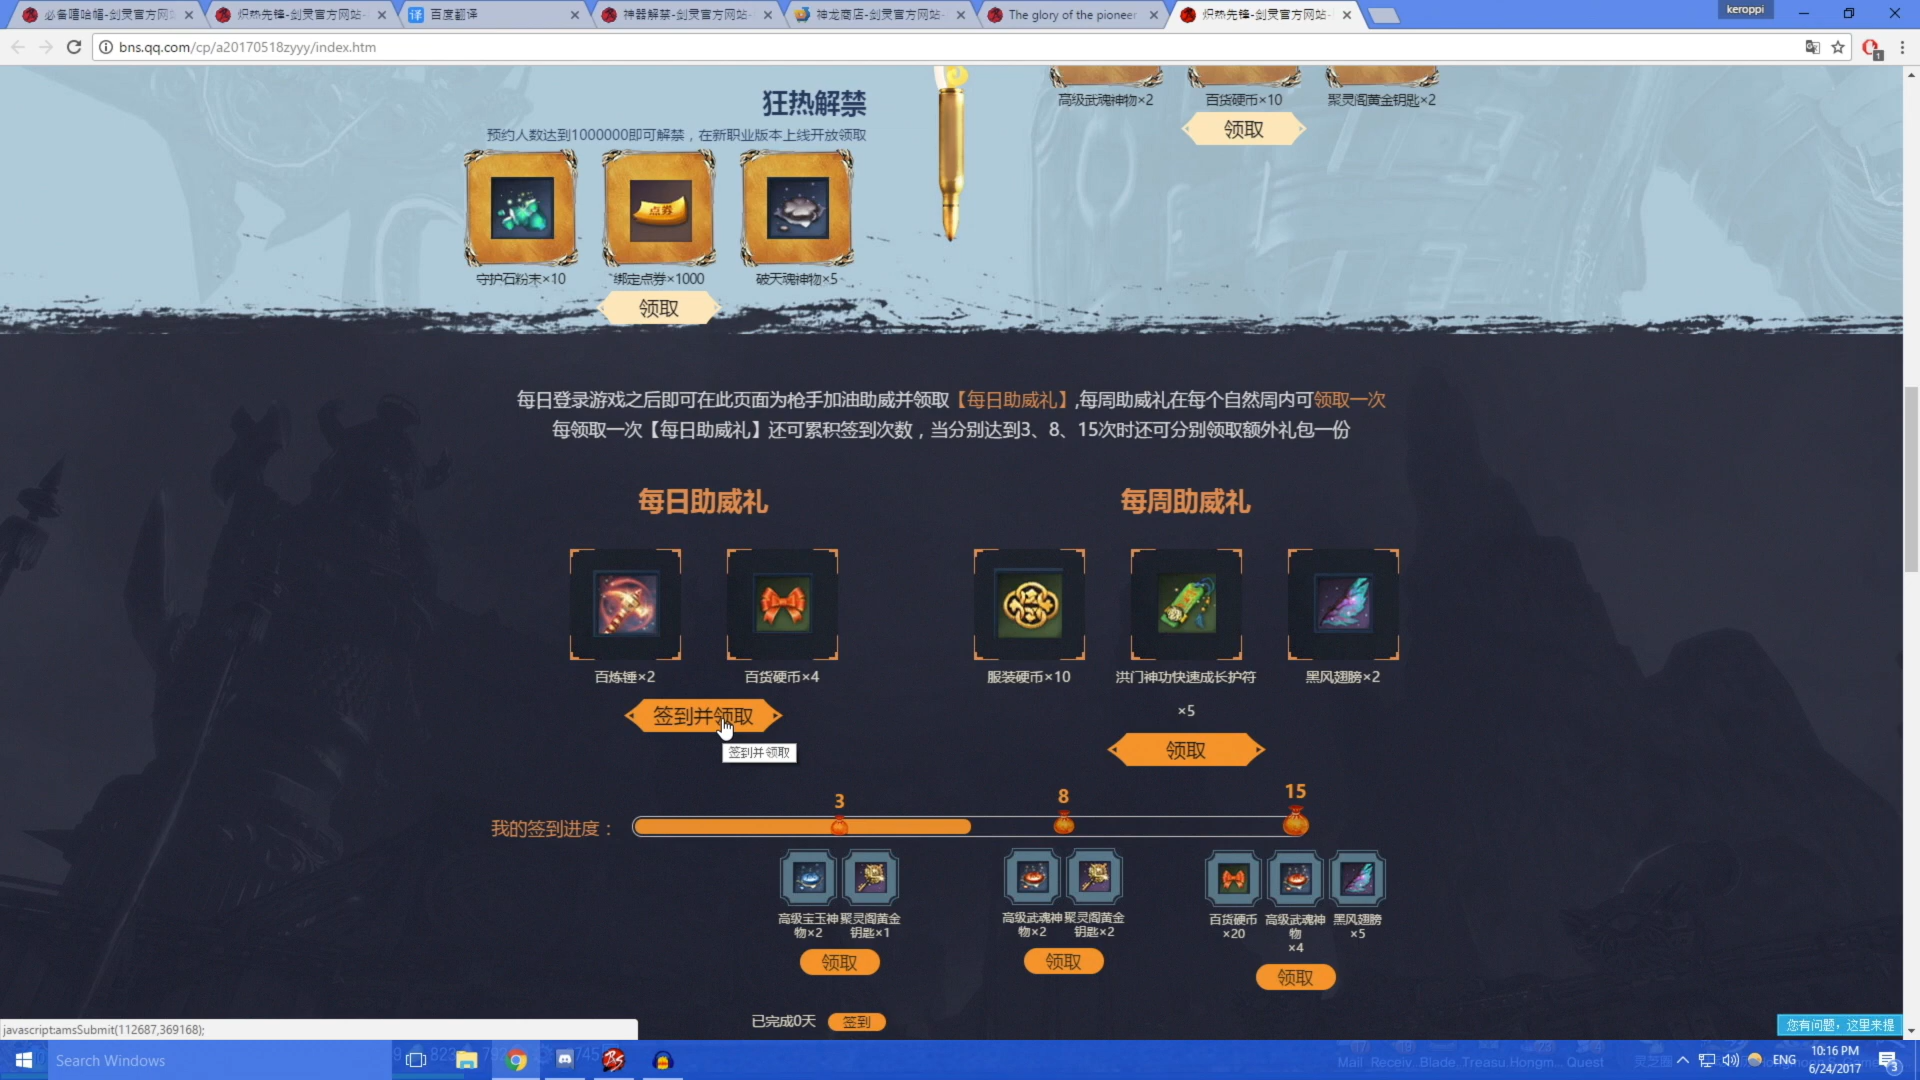 必备嘻哈帽-剑灵官方网站
炽热先锋-剑灵官方网站-
百度翻译
神器解禁-剑灵官方网站-
神龙商店-剑灵官方网站-
The glory of the pioneer
炽热先锋-剑灵官方网站-
keroppi
bns.qq.com/cp/a20170518zyyy/index.htm
狂热解禁
预约人数达到1000000即可解禁，在新职业版本上线开放领取
高级武魂神物×2
百货硬币×10
聚灵阁黄金钥匙×2
领取
点券
守护石粉末×10
绑定点券×1000
破天魂神物×5
领取
每日登录游戏之后即可在此页面为枪手加油助威并领取【每日助威礼】,每周助威礼在每个自然周内可领取一次
每领取一次【每日助威礼】还可累积签到次数，当分别达到3、8、15次时还可分别领取额外礼包一份
每日助威礼
每周助威礼
百炼锤×2
百货硬币×4
服装硬币×10
洪门神功快速成长护符
×5
黑风翅膀×2
签到并领取
签到并领取
领取
3
8
15
我的签到进度：
高级宝玉神
物×2
聚灵阁黄金
钥匙×1
高级武魂神
物×2
聚灵阁黄金
钥匙×2
百货硬币
×20
高级武魂神
物
×4
黑风翅膀
×5
领取
领取
领取
已完成0天
签到
您有问题，这里来提
javascript:amsSubmit(112687,369168);
Search Windows
Mail
Receiv
Blade
Treasu
Hongm
Quest
ENG
10:16 PM
6/24/2017
3